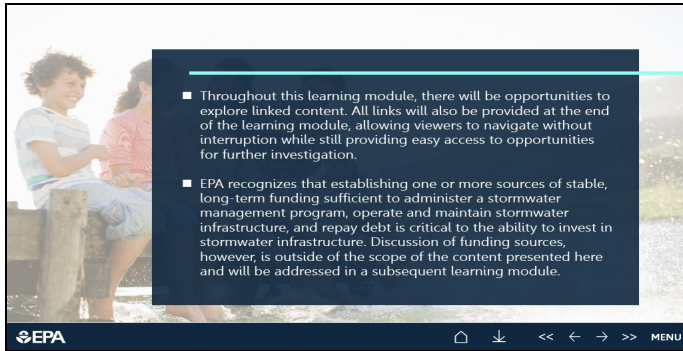 ■ Throughout this learning module, there will be opportunities to
explore linked content. All links will also be provided at the end
of the learning module, allowing viewers to navigate without
interruption while still providing easy access to opportunities
for further investigation.
■ EPA recognizes that establishing one or more sources of stable,
long-term funding sufficient to administer a stormwater
management program, operate and maintain stormwater
infrastructure, and repay debt is critical to the ability to invest in
stormwater infrastructure. Discussion of funding sources,
however, is outside of the scope of the content presented here
and will be addressed in a subsequent learning module.
EPA << ← → >> MENU